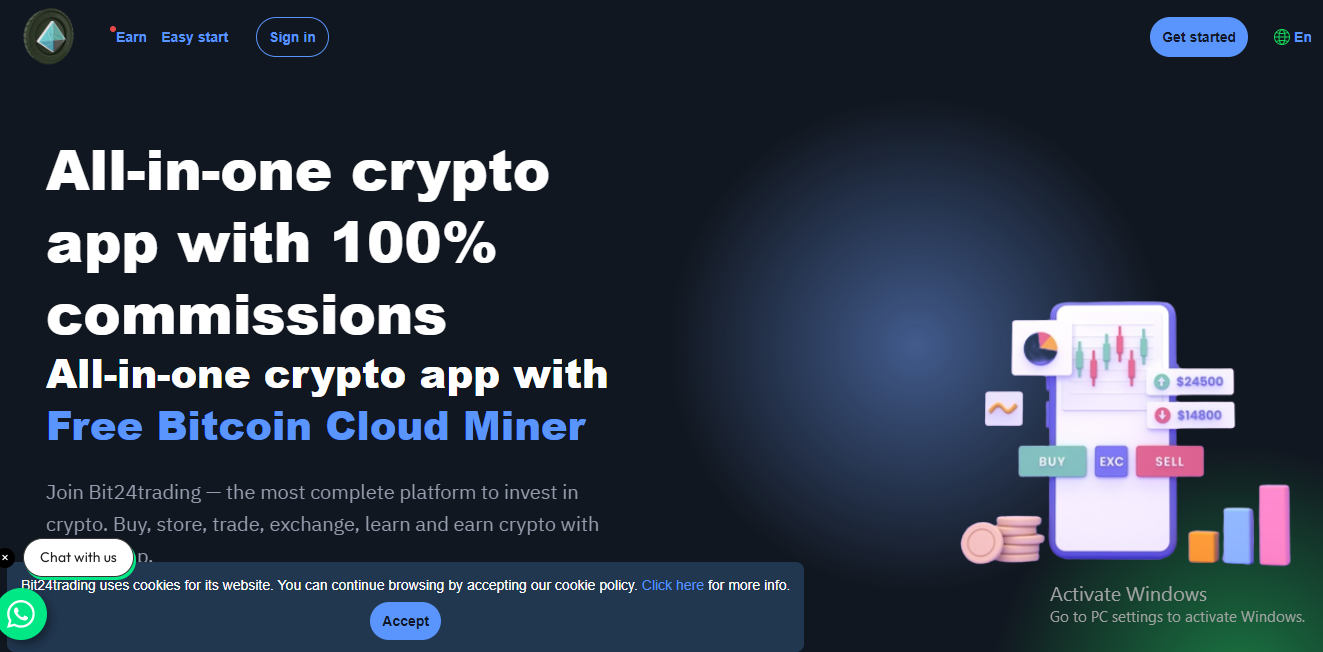 Earn
Easy start
Sign in
Get started
En
All-in-one crypto
app with 100%
commissions
All-in-one crypto app with
Free Bitcoin Cloud Miner
Join Bit24trading — the most complete platform to invest in
crypto. Buy, store, trade, exchange, learn and earn crypto with
$24500
$14800
BUY
EXC
SELL
×
Chat with us
Bit24trading uses cookies for its website. You can continue browsing by accepting our cookie policy. Click here for more info.
Accept
Activate Windows
Go to PC settings to activate Windows.